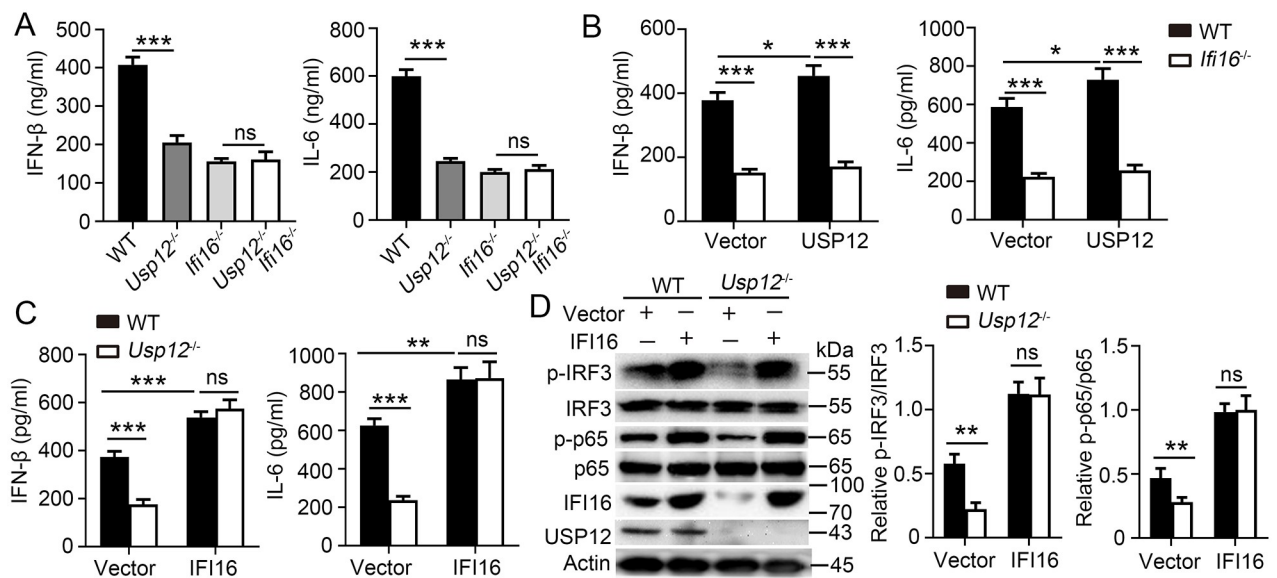 A
500
400
300
200
100
0
IFN-β (ng/ml)
***
ns
WT
Usp12-/-
Ifi16-/-
Usp12-/-
Ifi16-/-
800
600
400
200
0
IL-6 (ng/ml)
***
ns
WT
Usp12-/-
Ifi16-/-
Usp12-/-
Ifi16-/-
B
600
400
200
0
IFN-β (pg/ml)
*
***
***
Vector USP12
1000
800
600
400
200
0
IL-6 (pg/ml)
*
***
***
Vector USP12
WT
Ifi16-/-
C
WT
Usp12-/-
800
600
400
200
0
IFN-β (pg/ml)
***
ns
***
Vector IFI16
1000
800
600
400
200
0
IL-6 (pg/ml)
**
ns
***
Vector IFI16
D
WT Usp12-/-
Vector + – + –
IFI16 – + – +
kDa
p-IRF3 55
IRF3 55
p-p65 65
p65 65
100
IFI16
70
USP12 43
Actin 45
WT
Usp12-/-
1.5
1.0
0.5
0
Relative p-IRF3/IRF3
ns
**
Vector IFI16
1.5
1.0
0.5
0
Relative p-p65/p65
ns
**
Vector IFI16